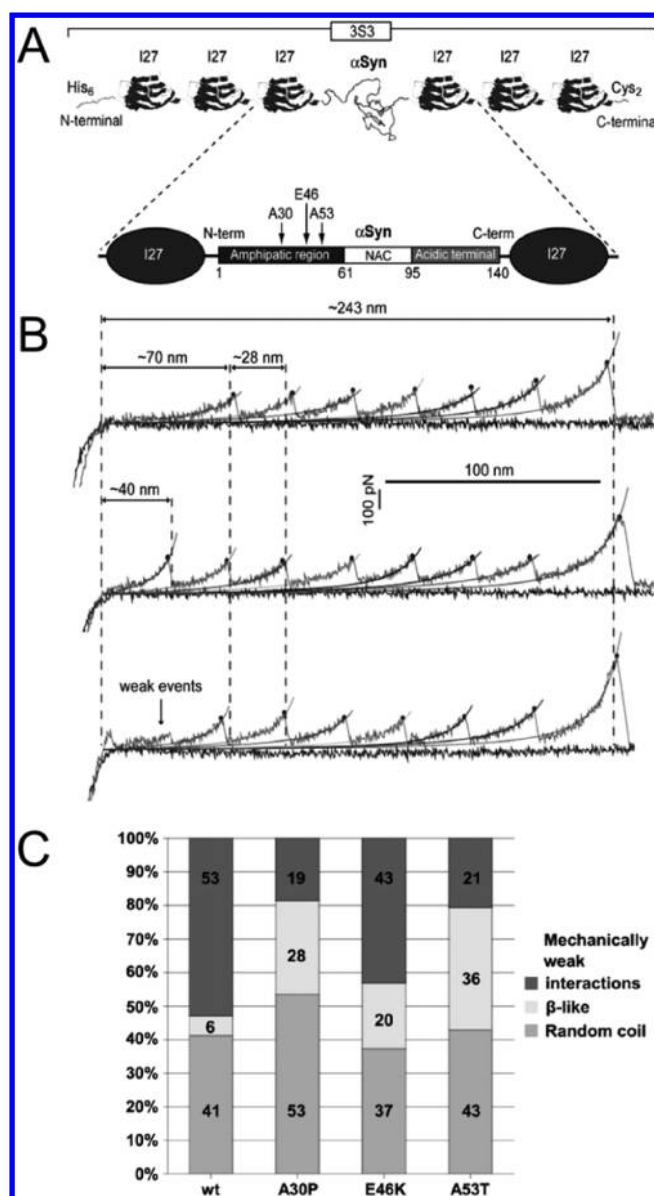 A
3S3
I27 I27 I27 αSyn I27 I27 I27
His6 Cys2
N-terminal C-terminal
E46
A30 A53
N-term αSyn C-term
I27 Amphipatic region NAC Acidic terminal I27
1 61 95 140
B
~243 nm
~70 nm ~28 nm
~40 nm
100 nm
100 pN
weak events
C
100%
90%
80%
70%
60%
50%
40%
30%
20%
10%
0%
53 19 43 21
6 28 20 36
41 53 37 43
wt A30P E46K A53T
Mechanically
weak
interactions
β-like
Random coil